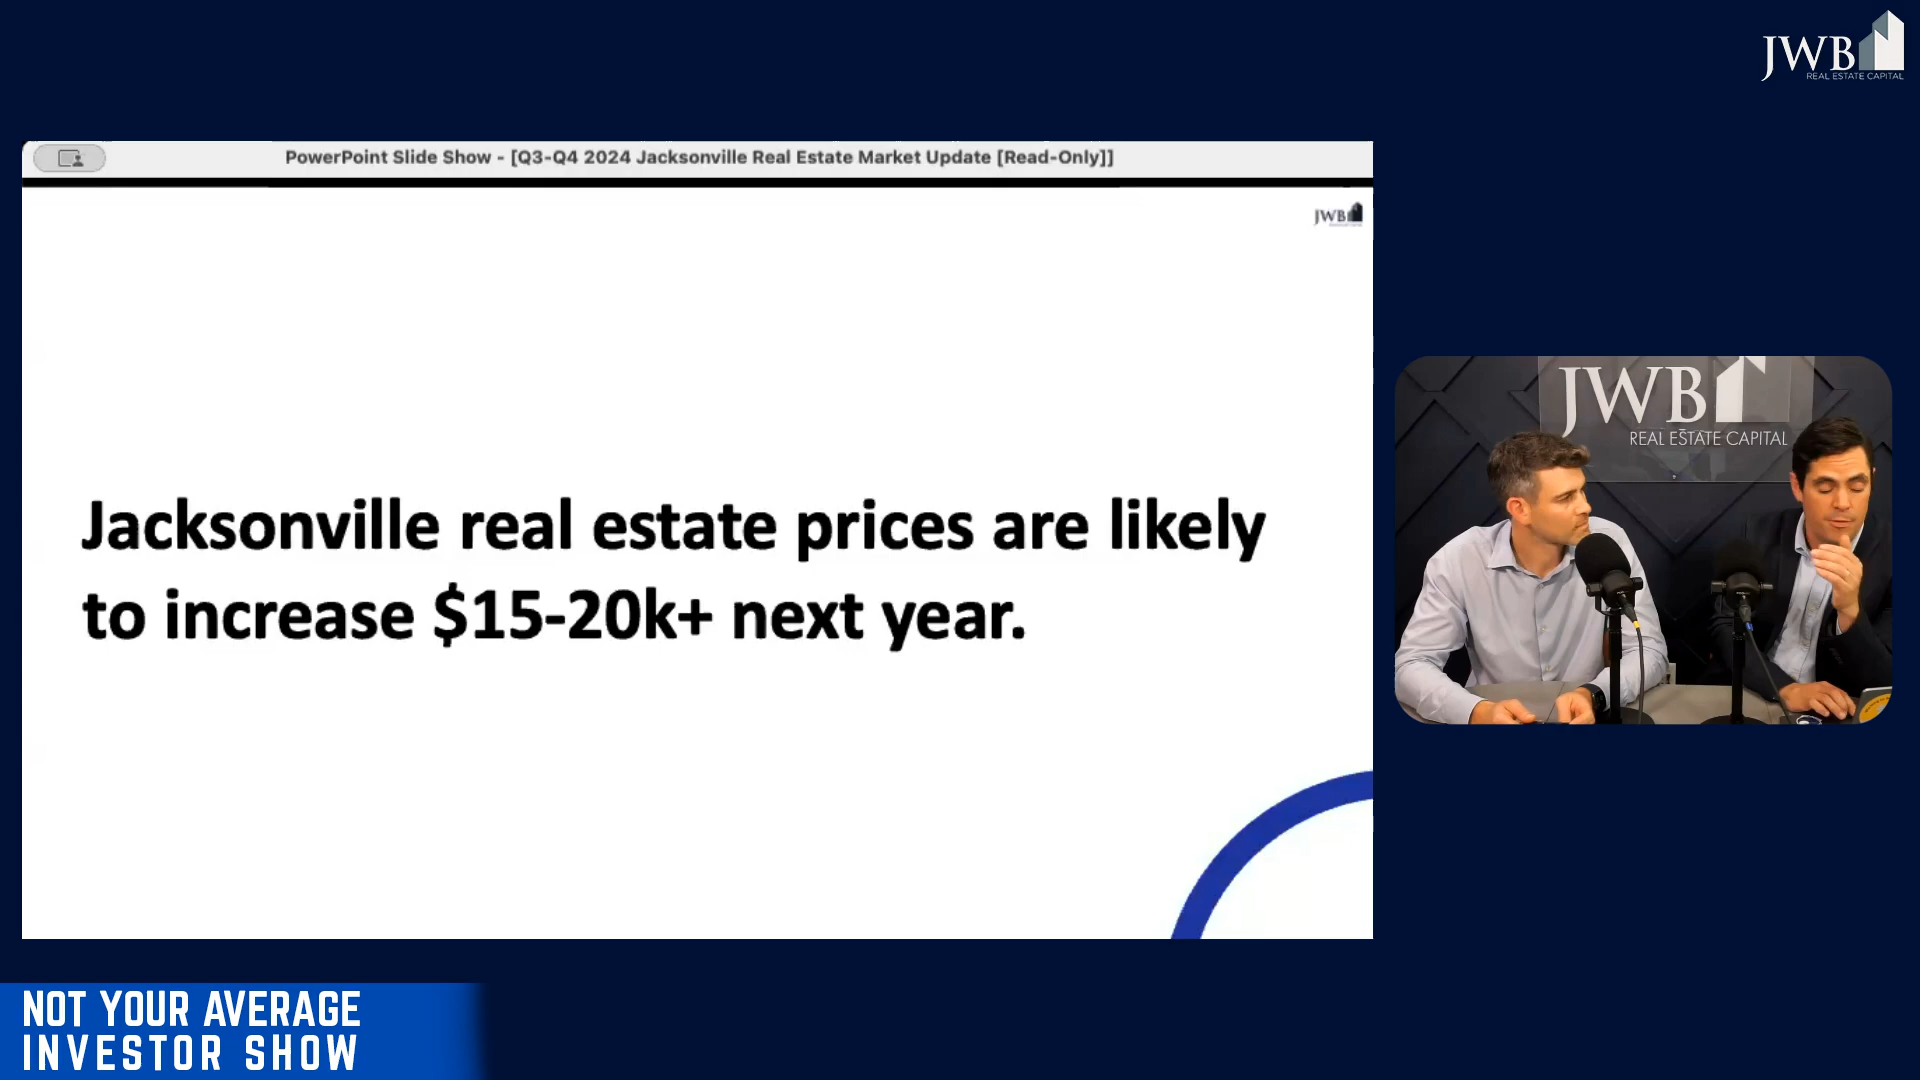 JWB
REAL ESTATE CAPITAL
PowerPoint Slide Show - [Q3-Q4 2024 Jacksonville Real Estate Market Update [Read-Only]]
JWB
Jacksonville real estate prices are likely
to increase $15-20k+ next year.
JWB
REAL ESTATE CAPITAL
NOT YOUR AVERAGE
INVESTOR SHOW